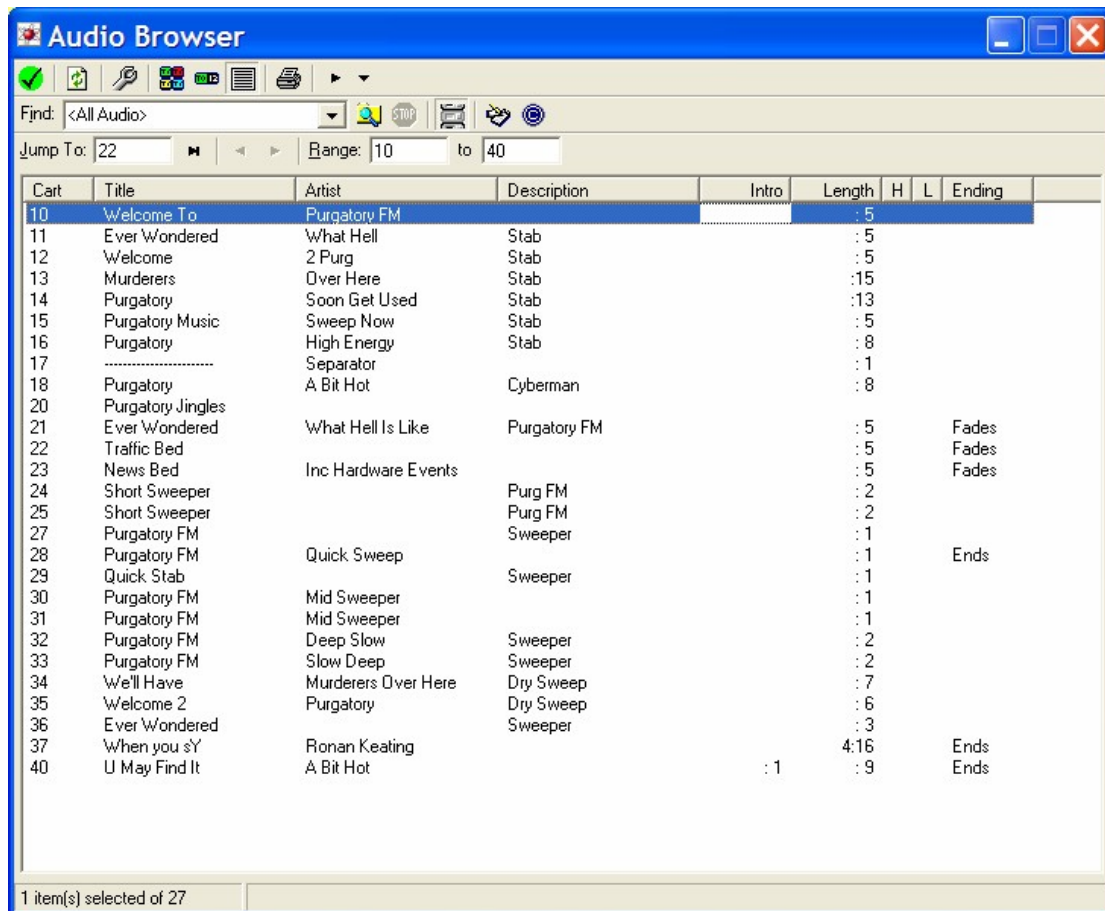 Audio Browser
Find: <All Audio> STOP
Jump To: 22 Range: 10 to 40
Cart Title Artist Description Intro Length H L Ending
10 Welcome To Purgatory FM : 5
11 Ever Wondered What Hell Stab : 5
12 Welcome 2 Purg Stab : 5
13 Murderers Over Here Stab :15
14 Purgatory Soon Get Used Stab :13
15 Purgatory Music Sweep Now Stab : 5
16 Purgatory High Energy Stab : 8
17 ----------------------- Separator : 1
18 Purgatory A Bit Hot Cyberman : 8
20 Purgatory Jingles
21 Ever Wondered What Hell Is Like Purgatory FM : 5 Fades
22 Traffic Bed : 5 Fades
23 News Bed Inc Hardware Events : 5 Fades
24 Short Sweeper Purg FM : 2
25 Short Sweeper Purg FM : 2
27 Purgatory FM Sweeper : 1
28 Purgatory FM Quick Sweep : 1 Ends
29 Quick Stab Sweeper : 1
30 Purgatory FM Mid Sweeper : 1
31 Purgatory FM Mid Sweeper : 1
32 Purgatory FM Deep Slow Sweeper : 2
33 Purgatory FM Slow Deep Sweeper : 2
34 We'll Have Murderers Over Here Dry Sweep : 7
35 Welcome 2 Purgatory Dry Sweep : 6
36 Ever Wondered Sweeper : 3
37 When you sY Ronan Keating 4:16 Ends
40 U May Find It A Bit Hot : 1 : 9 Ends
1 item(s) selected of 27